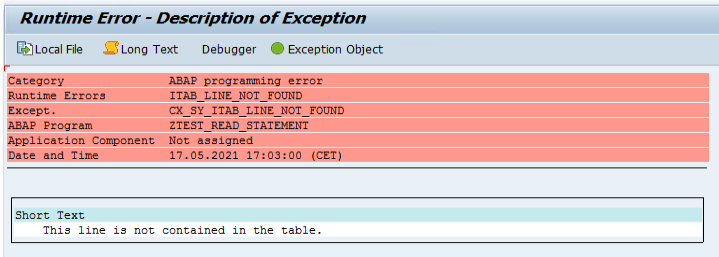 Runtime Error - Description of Exception
Local File Long Text Debugger Exception Object
Category ABAP programming error
Runtime Errors ITAB_LINE_NOT_FOUND
Except. CX_SY_ITAB_LINE_NOT_FOUND
ABAP Program ZTEST_READ_STATEMENT
Application Component Not assigned
Date and Time 17.05.2021 17:03:00 (CET)
Short Text
This line is not contained in the table.